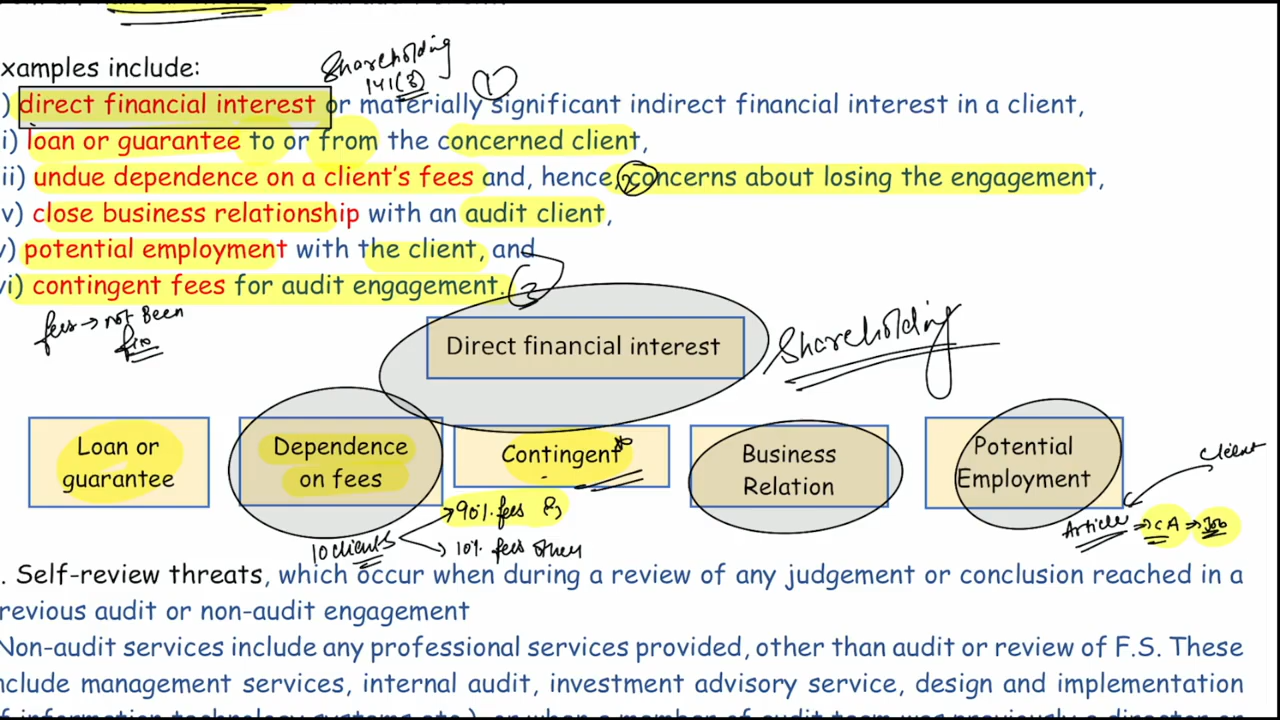 xamples include:
Shareholding
141(3)
1
) direct financial interest or materially significant indirect financial interest in a client,
i) loan or guarantee to or from the concerned client,
ii) undue dependence on a client's fees and, hence, concerns about losing the engagement,
v) close business relationship with an audit client,
v) potential employment with the client, and
vi) contingent fees for audit engagement.
fees → not Been
fix
Direct financial interest
Shareholding
Loan or guarantee
Dependence on fees
Contingent
Business Relation
Potential Employment
Client
Article → CA → Job
10 clients
90% fees
10% fees others
. Self-review threats, which occur when during a review of any judgement or conclusion reached in a
revious audit or non-audit engagement
Non-audit services include any professional services provided, other than audit or review of F.S. These
nclude management services, internal audit, investment advisory service, design and implementation